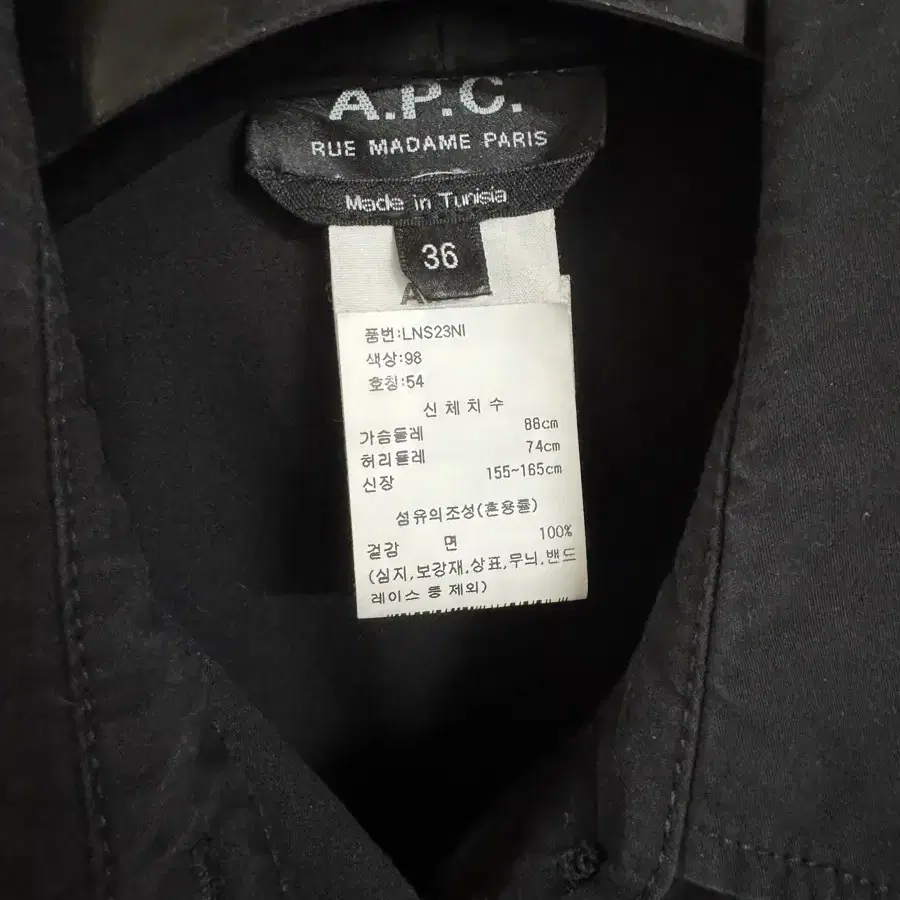 A.P.C.
RUE MADAME PARIS
Made in Tunisia
36
A
품번:LNS23NI
색상:98
호칭:54
신체치수
가슴둘레 88cm
허리둘레 74cm
신장 155~165cm
섬유의조성(혼용률)
겉감 면 100%
(심지,보강재,상표,무늬,밴드
레이스 등 제외)